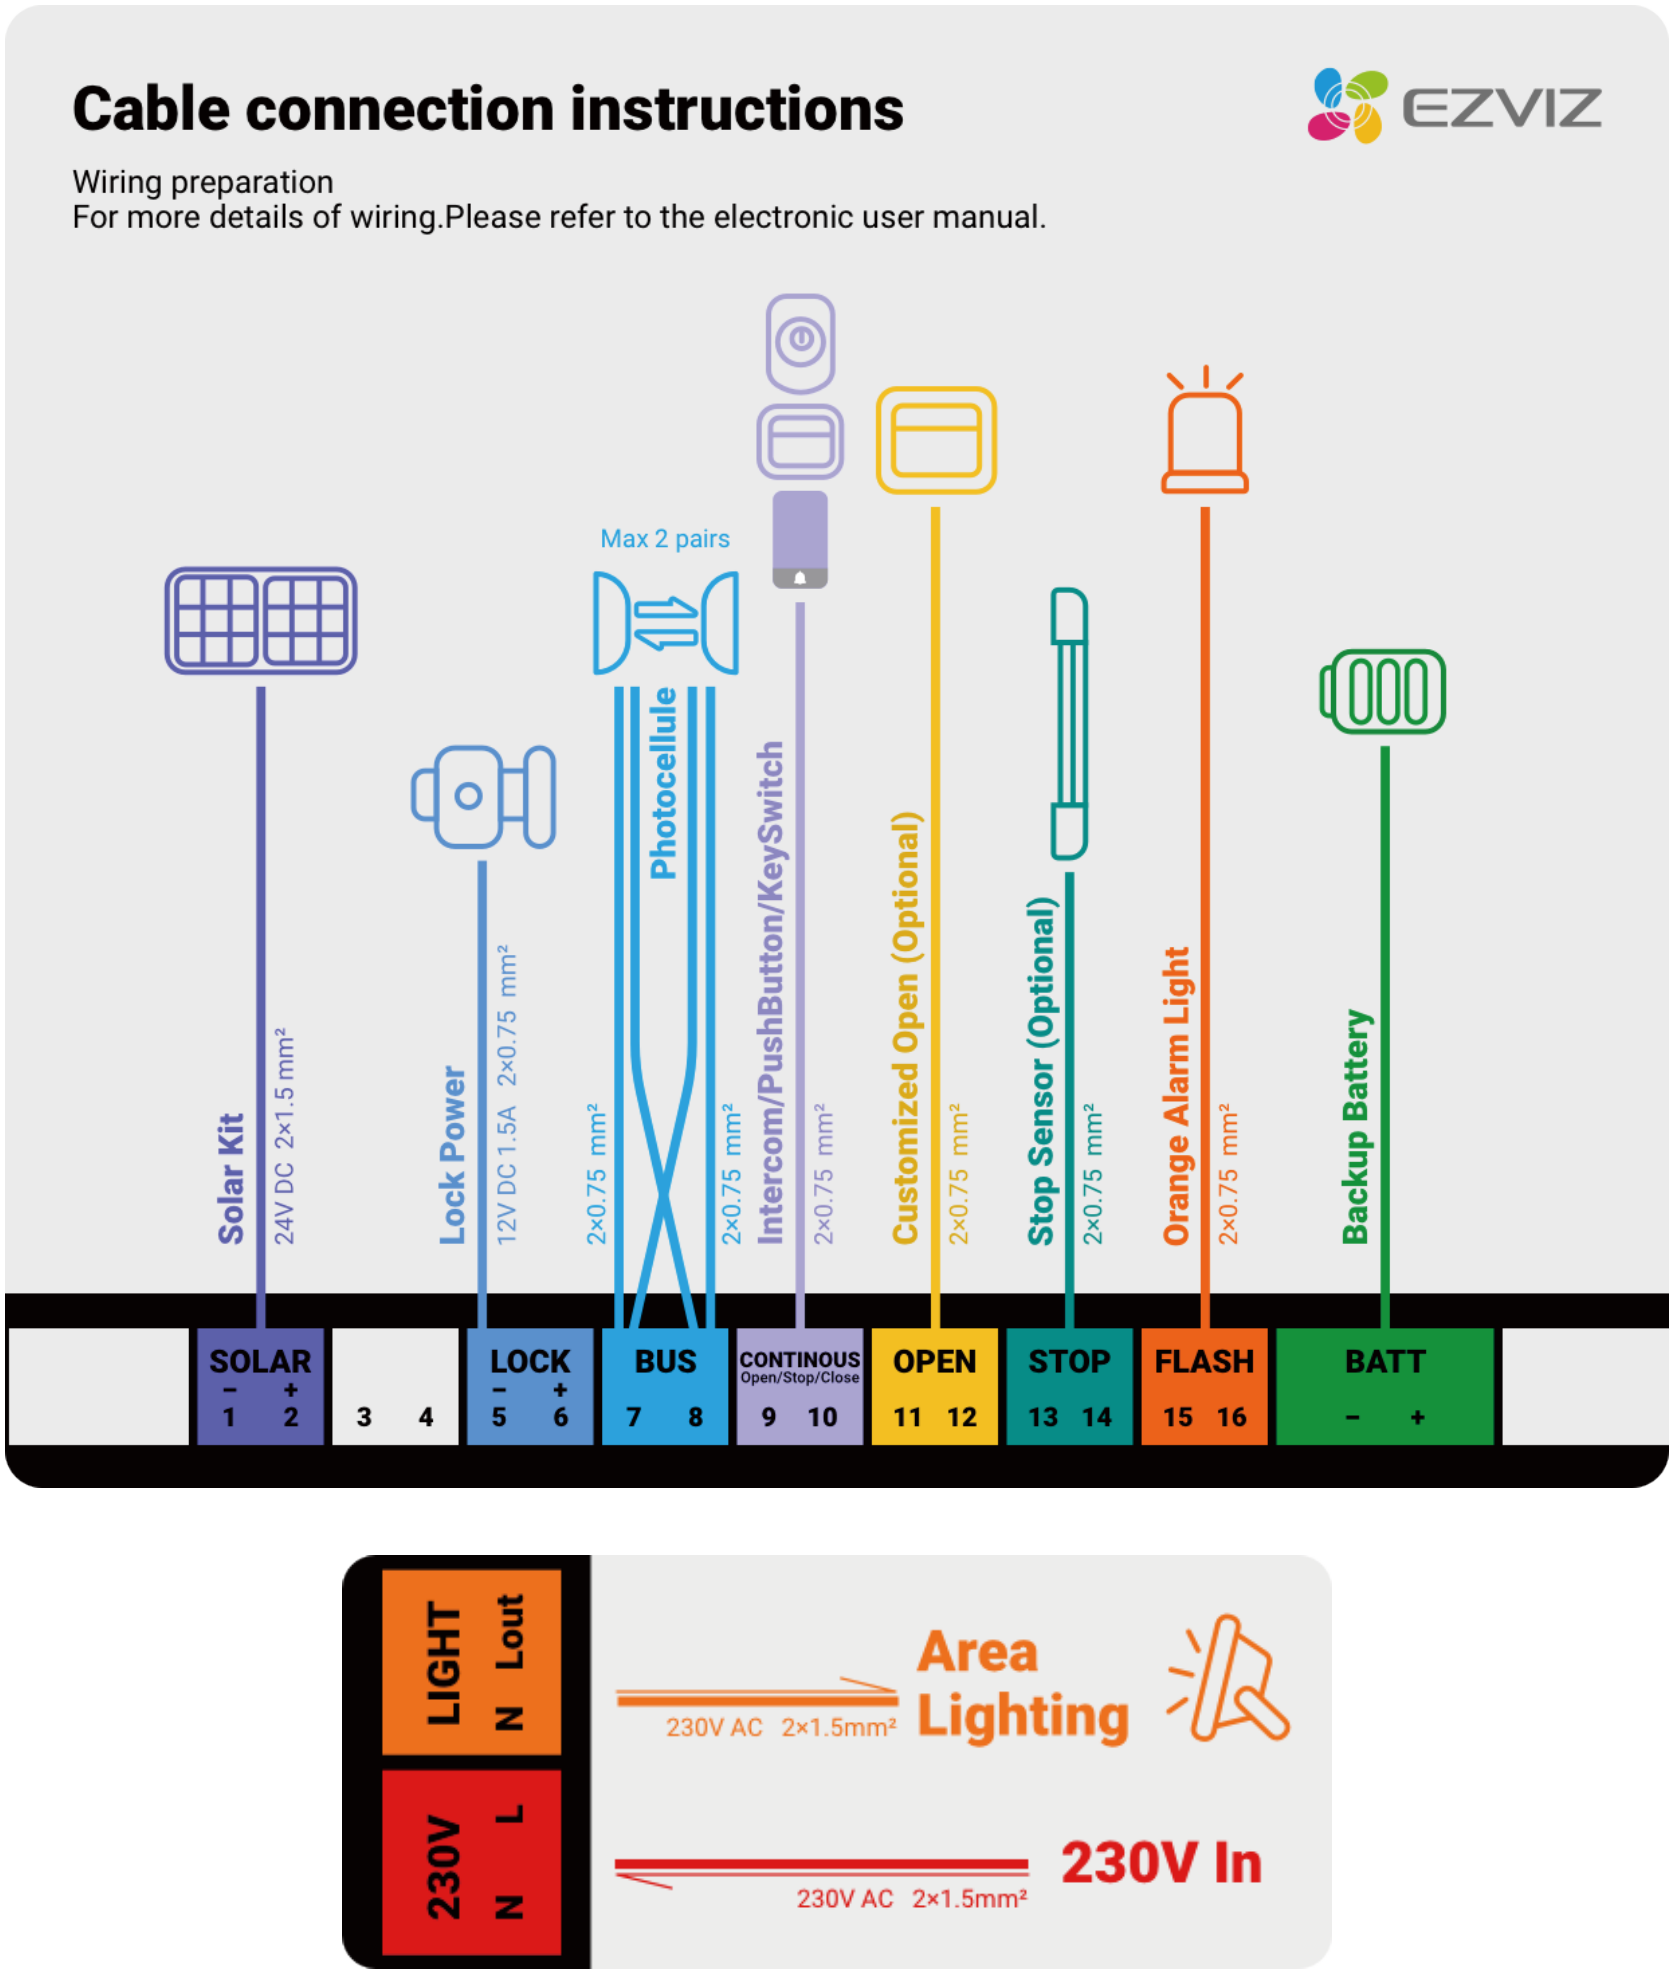 Cable connection instructions
EZVIZ
Wiring preparation
For more details of wiring.Please refer to the electronic user manual.
Max 2 pairs
Solar Kit
24V DC 2×1.5 mm²
Lock Power
12V DC 1.5A 2×0.75 mm²
2×0.75 mm²
Photocellule
2×0.75 mm²
Intercom/PushButton/KeySwitch
2×0.75 mm²
Customized Open (Optional)
2×0.75 mm²
Stop Sensor (Optional)
2×0.75 mm²
Orange Alarm Light
2×0.75 mm²
Backup Battery
SOLAR
− +
1 2
3 4
LOCK
− +
5 6
BUS
7 8
CONTINOUS
Open/Stop/Close
9 10
OPEN
11 12
STOP
13 14
FLASH
15 16
BATT
− +
LIGHT
N Lout
230V AC 2×1.5mm²
Area
Lighting
230V
N L
230V AC 2×1.5mm²
230V In